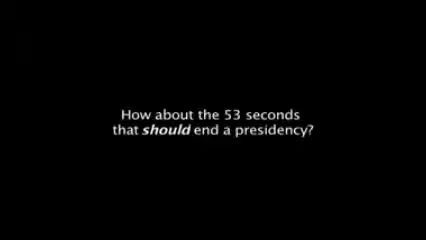 How about the 53 seconds
that should end a presidency?